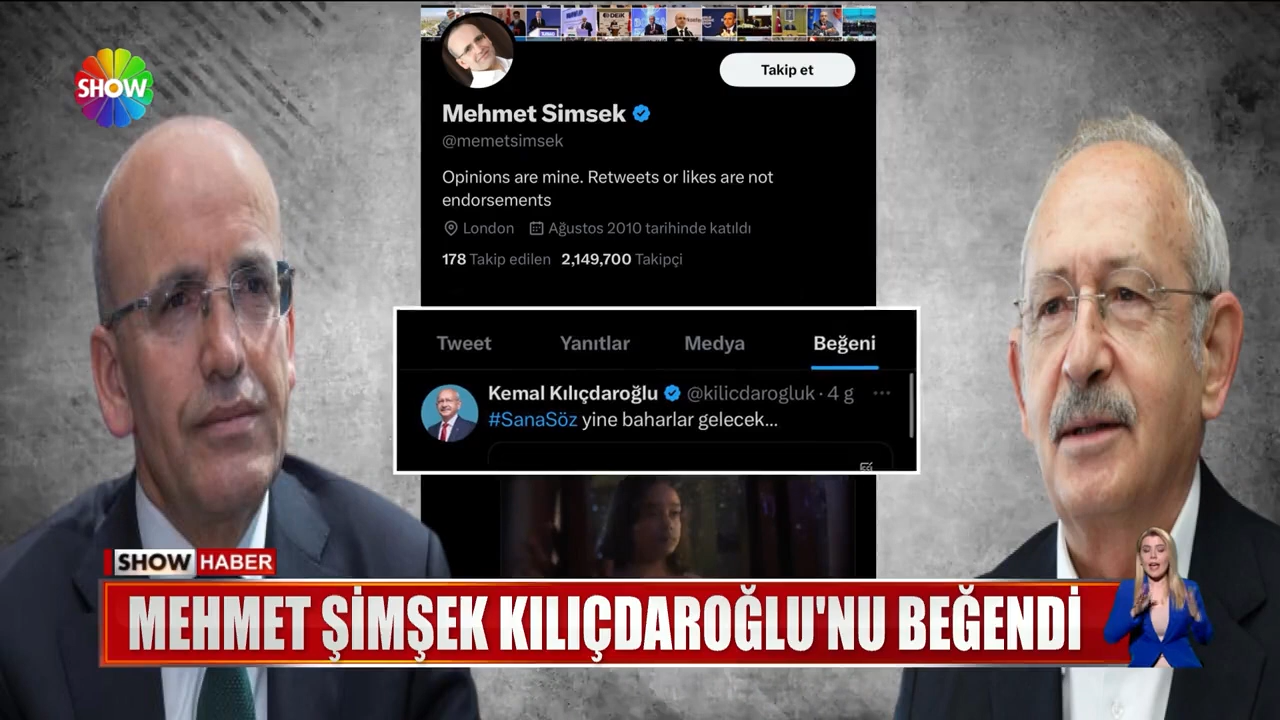 SHOW
DEİK
Takip et
Mehmet Simsek
@memetsimsek
Opinions are mine. Retweets or likes are not
endorsements
London Ağustos 2010 tarihinde katıldı
178 Takip edilen 2,149,700 Takipçi
Tweet Yanıtlar Medya Beğeni
Kemal Kılıçdaroğlu @kilicdarogluk · 4 g ...
#SanaSöz yine baharlar gelecek...
SHOW HABER
MEHMET ŞİMŞEK KILIÇDAROĞLU'NU BEĞENDİ